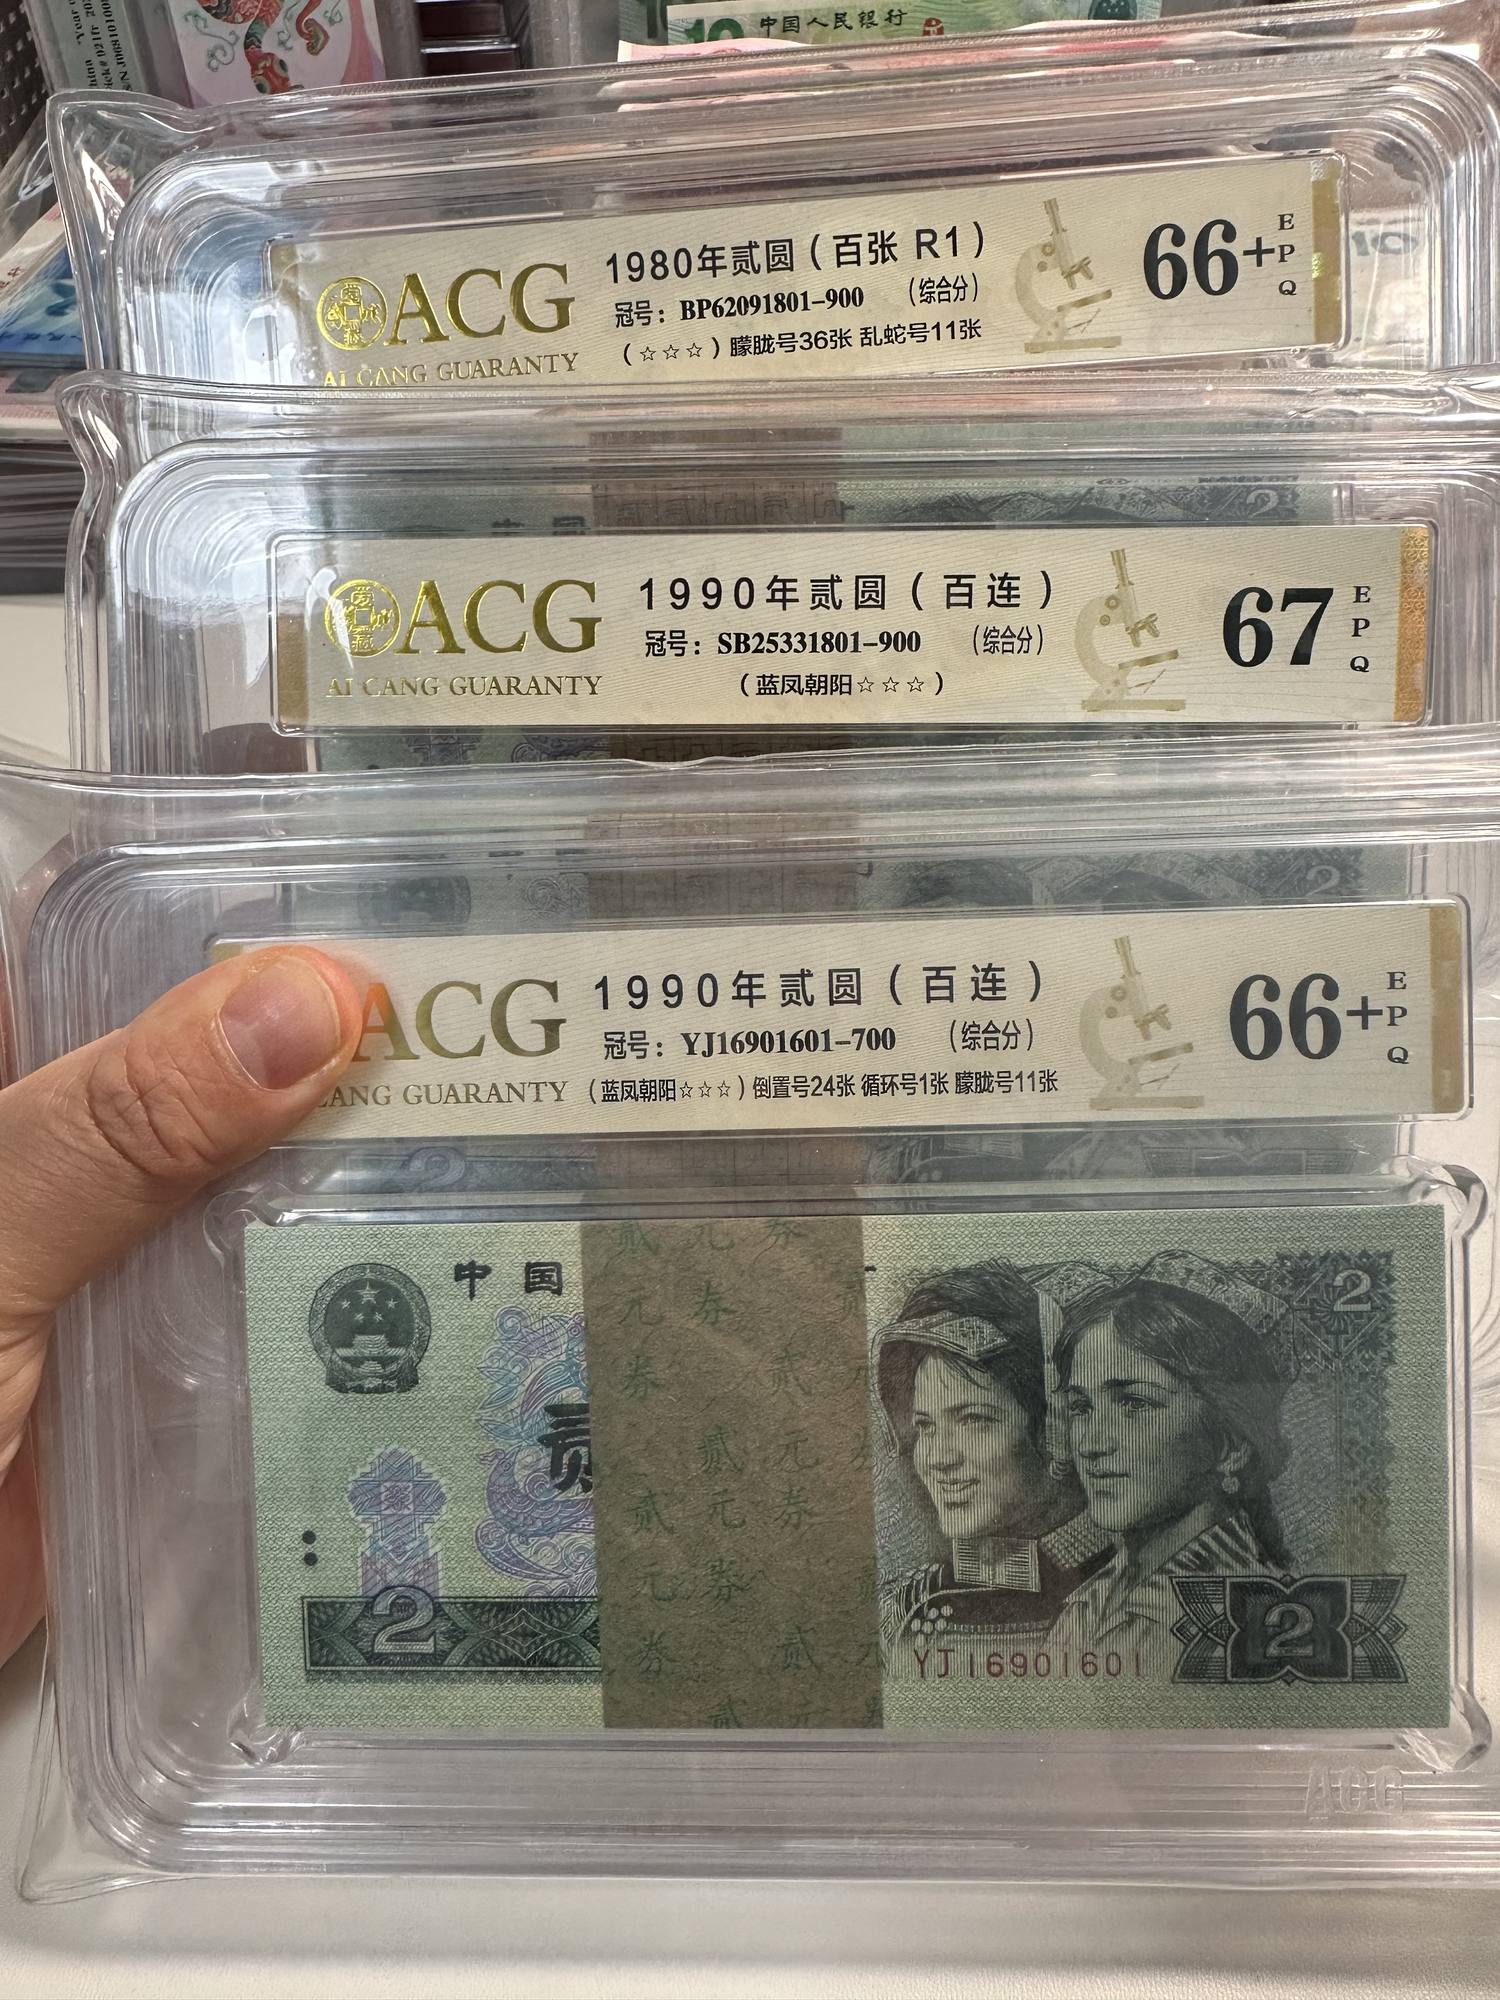 10 中国人民银行
"Year
J069101008
ACG
AI CANG GUARANTY
1980年贰圆（百张 R1）
冠号：BP62091801-900 （综合分）
（☆☆☆）朦胧号36张 乱蛇号11张
66+
EPQ
ACG
AI CANG GUARANTY
1990年贰圆（百连）
冠号：SB25331801-900 （综合分）
（蓝凤朝阳☆☆☆）
67
EPQ
2
ACG
CANG GUARANTY
1990年贰圆（百连）
冠号：YJ16901601-700 （综合分）
（蓝凤朝阳☆☆☆）倒置号24张 循环号1张 朦胧号11张
66+
EPQ
中国
2
贰元券
贰
2
2
YJ16901601
ACG